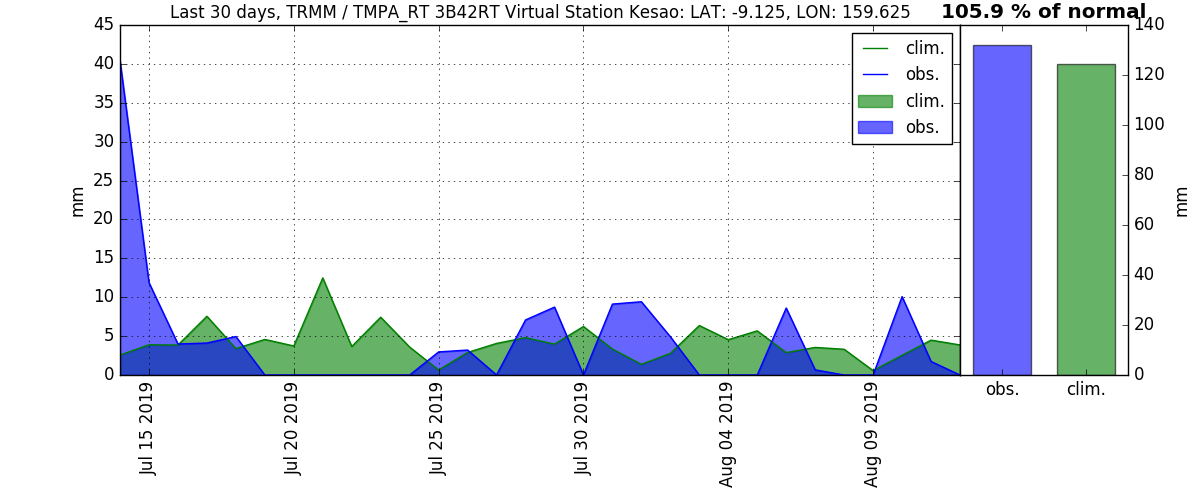 Last 30 days, TRMM / TMPA_RT 3B42RT Virtual Station Kesao: LAT: -9.125, LON: 159.625
105.9 % of normal
45
40
35
30
25
20
15
10
5
0
mm
clim.
obs.
clim.
obs.
Jul 15 2019
Jul 20 2019
Jul 25 2019
Jul 30 2019
Aug 04 2019
Aug 09 2019
140
120
100
80
60
40
20
0
mm
obs.
clim.